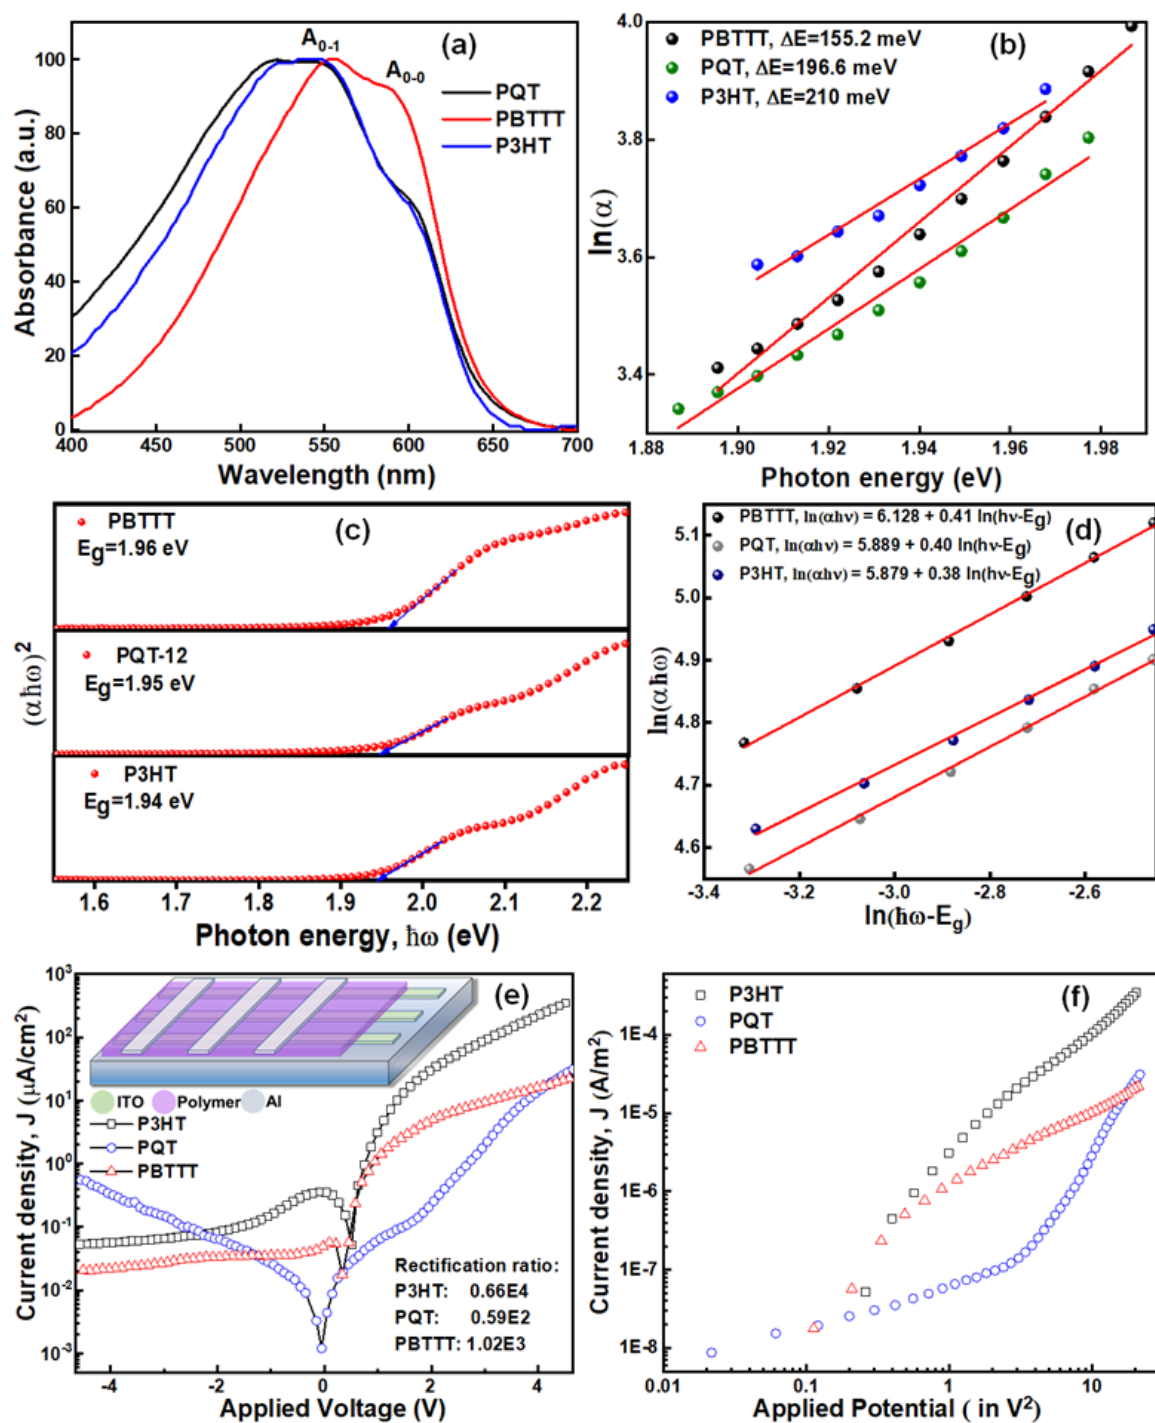 (a)
A0-1
A0-0
PQT
PBTTT
P3HT
100
80
60
40
20
0
400 450 500 550 600 650 700
Absorbance (a.u.)
Wavelength (nm)
(b)
PBTTT, ΔE=155.2 meV
PQT, ΔE=196.6 meV
P3HT, ΔE=210 meV
4.0
3.8
3.6
3.4
1.88 1.90 1.92 1.94 1.96 1.98
ln(α)
Photon energy (eV)
(c)
PBTTT
Eg=1.96 eV
PQT-12
Eg=1.95 eV
P3HT
Eg=1.94 eV
(αħω)²
1.6 1.7 1.8 1.9 2.0 2.1 2.2
Photon energy, ħω (eV)
(d)
PBTTT, ln(αhν) = 6.128 + 0.41 ln(hν-Eg)
PQT, ln(αhν) = 5.889 + 0.40 ln(hν-Eg)
P3HT, ln(αhν) = 5.879 + 0.38 ln(hν-Eg)
5.1
5.0
4.9
4.8
4.7
4.6
-3.4 -3.2 -3.0 -2.8 -2.6
ln(αħω)
ln(ħω-Eg)
(e)
ITO Polymer Al
P3HT
PQT
PBTTT
Rectification ratio:
P3HT: 0.66E4
PQT: 0.59E2
PBTTT: 1.02E3
10³
10²
10¹
10⁰
10⁻¹
10⁻²
10⁻³
-4 -2 0 2 4
Current density, J (μA/cm²)
Applied Voltage (V)
(f)
P3HT
PQT
PBTTT
1E-4
1E-5
1E-6
1E-7
1E-8
0.01 0.1 1 10
Current density, J (A/m²)
Applied Potential ( in V²)